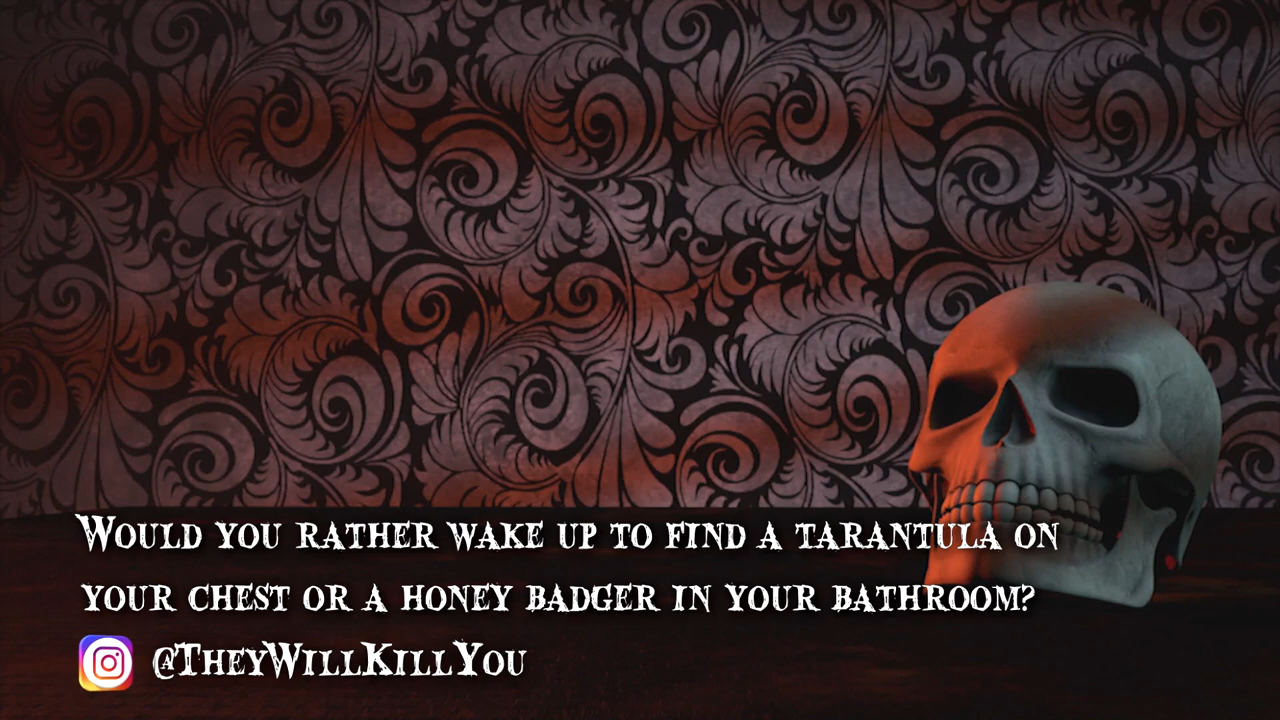 Would you rather wake up to find a tarantula on
your chest or a honey badger in your bathroom?
@TheyWillKillYou